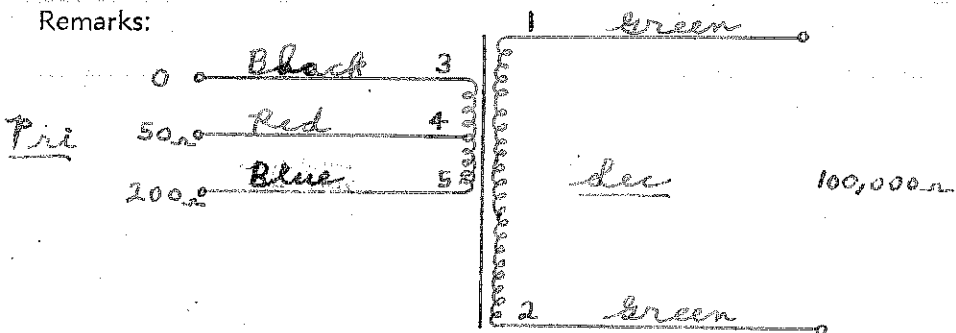 Remarks:
1 Green
0 Black 3
Pri 50Ω Red 4
200Ω Blue 5
Sec 100,000Ω
2 Green